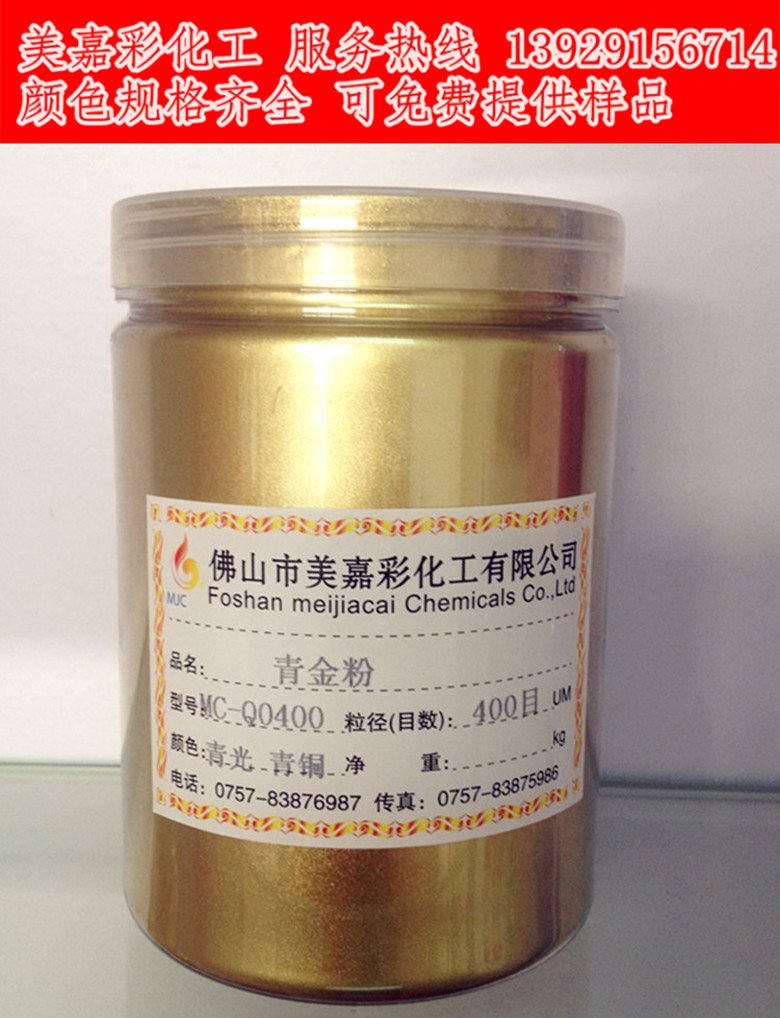 美嘉彩化工 服务热线 13929156714
颜色规格齐全 可免费提供样品
MJC
佛山市美嘉彩化工有限公司
Foshan meijiacai Chemicals Co.,Ltd
品名: 青金粉
型号:MC-Q0400 粒径(目数): 400目 UM
颜色:青光 青铜 净 重: kg
电话: 0757-83876987 传真: 0757-83875986